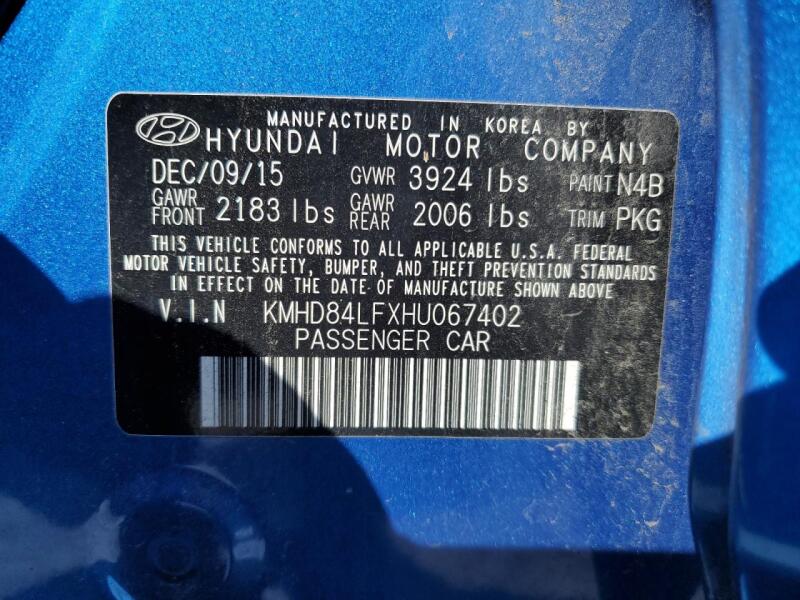 MANUFACTURED IN KOREA BY
HYUNDAI MOTOR COMPANY
DEC/09/15 GVWR 3924 lbs PAINT N4B
GAWR FRONT 2183 lbs GAWR REAR 2006 lbs TRIM PKG
THIS VEHICLE CONFORMS TO ALL APPLICABLE U.S.A. FEDERAL
MOTOR VEHICLE SAFETY, BUMPER, AND THEFT PREVENTION STANDARDS
IN EFFECT ON THE DATE OF MANUFACTURE SHOWN ABOVE.
V.I.N KMHD84LFXHU067402
PASSENGER CAR